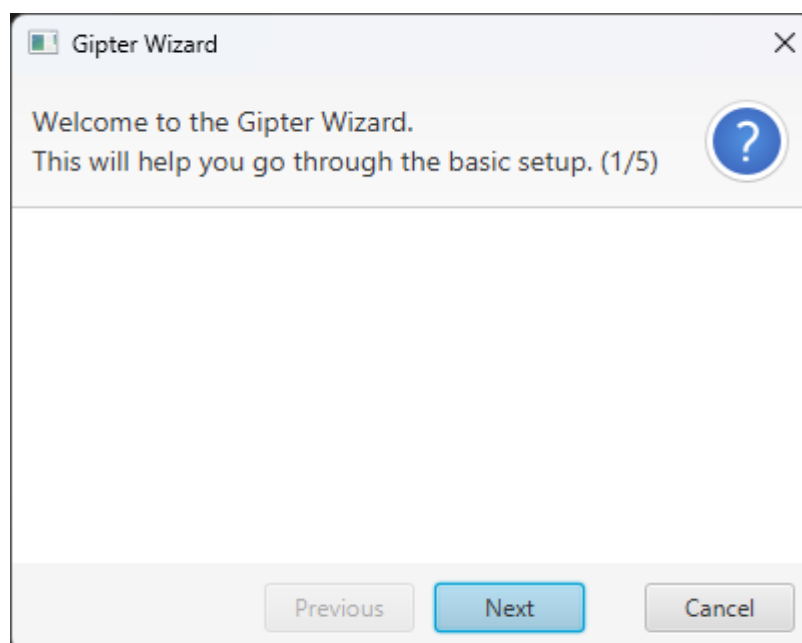 Gipter Wizard
Welcome to the Gipter Wizard.
This will help you go through the basic setup. (1/5)
?
Previous
Next
Cancel